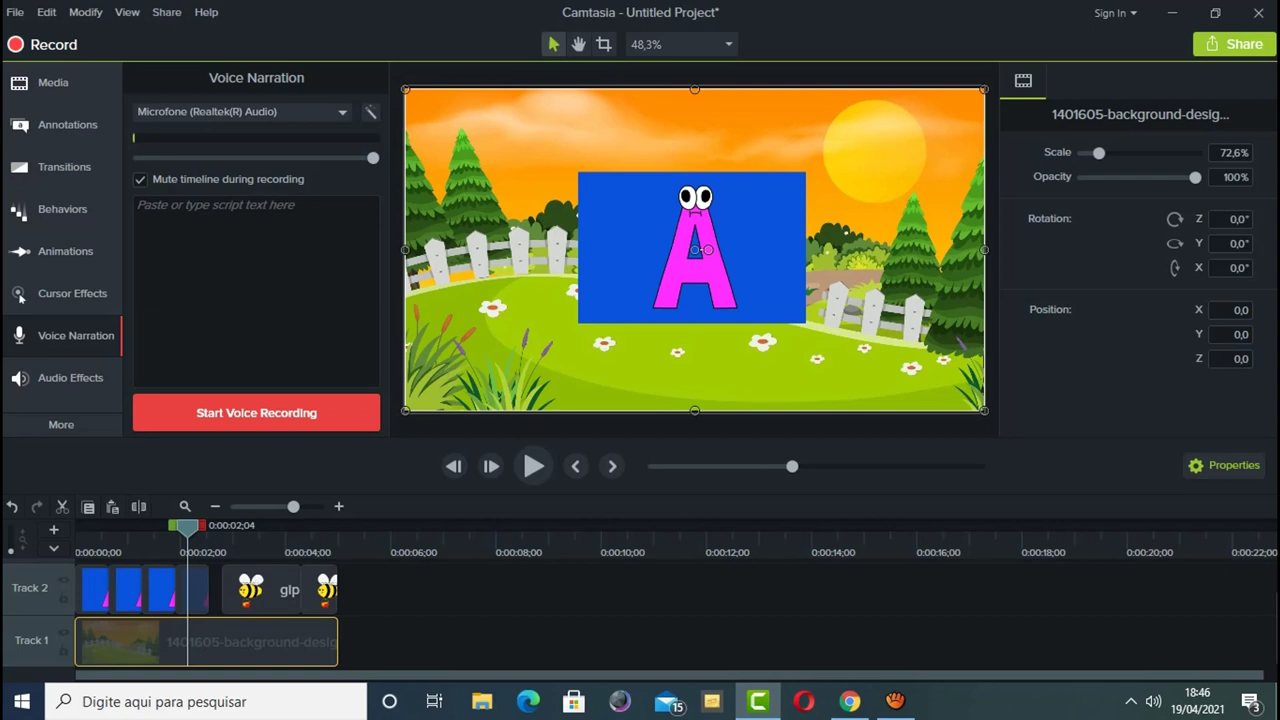 File Edit Modify View Share Help
Camtasia - Untitled Project*
Sign In
Record
48,3%
Share
Media
Annotations
Transitions
Behaviors
Animations
Cursor Effects
Voice Narration
Audio Effects
More
Voice Narration
Microfone (Realtek(R) Audio)
Mute timeline during recording
Paste or type script text here
Start Voice Recording
A
1401605-background-desig...
Scale 72,6%
Opacity 100%
Rotation: Z 0,0°
Y 0,0°
X 0,0°
Position: X 0,0
Y 0,0
Z 0,0
Properties
0:00:02;04
0:00:00;00 0:00:02;00 0:00:04;00 0:00:06;00 0:00:08;00 0:00:10;00 0:00:12;00 0:00:14;00 0:00:16;00 0:00:18;00 0:00:20;00 0:00:22;00
Track 2
glp
Track 1
1401605-background-desig
Digite aqui para pesquisar
15
18:46
19/04/2021
3